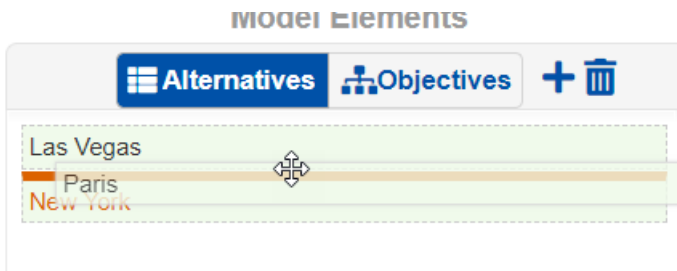 Model Elements
Alternatives Objectives
Las Vegas
Paris
New York